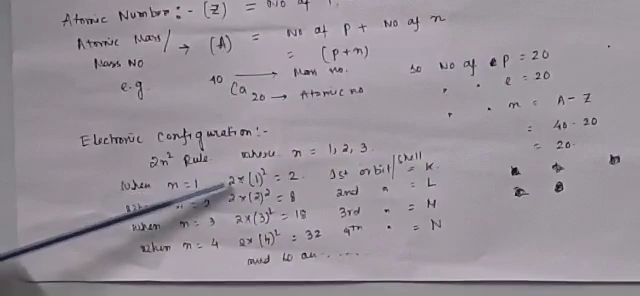 Atomic Number :- (Z) = No of P.
Atomic Mass/ → (A) = No of P + No of n
Mass No = (p+n)
e.g. 40 → Mass no.
Ca
20 → Atomic no
so No of p = 20
" " e = 20
" " n = A-Z
= 40-20
= 20.
Electronic Configuration :-
2n² Rule where n = 1, 2, 3.
When n = 1 2×(1)² = 2. 1st orbit/shell = K
n = 2 2×(2)² = 8 2nd " = L
when n = 3 2×(3)² = 18 3rd " = M
when n = 4 2×(4)² = 32 4th " = N
and so on .....